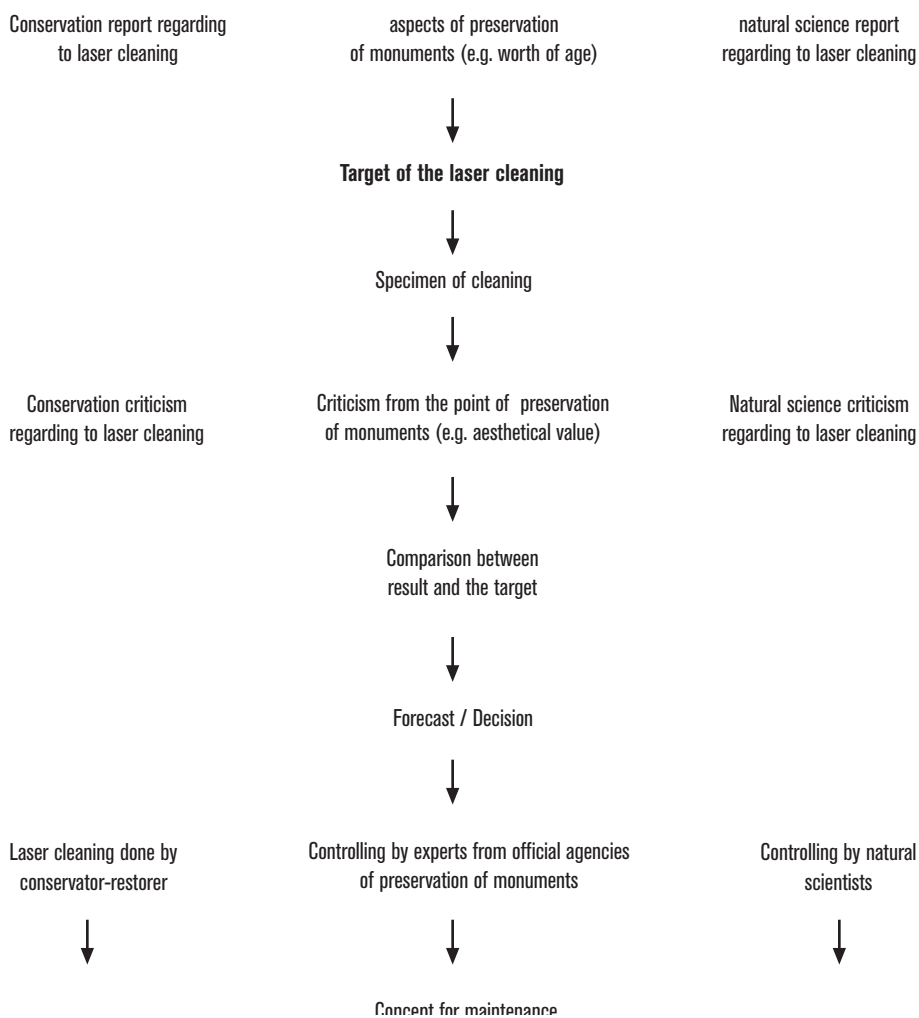 Conservation report regarding
to laser cleaning
aspects of preservation
of monuments (e.g. worth of age)
natural science report
regarding to laser cleaning
Target of the laser cleaning
Specimen of cleaning
Conservation criticism
regarding to laser cleaning
Criticism from the point of preservation
of monuments (e.g. aesthetical value)
Natural science criticism
regarding to laser cleaning
Comparison between
result and the target
Forecast / Decision
Laser cleaning done by
conservator-restorer
Controlling by experts from official agencies
of preservation of monuments
Controlling by natural
scientists
Concept for maintenance